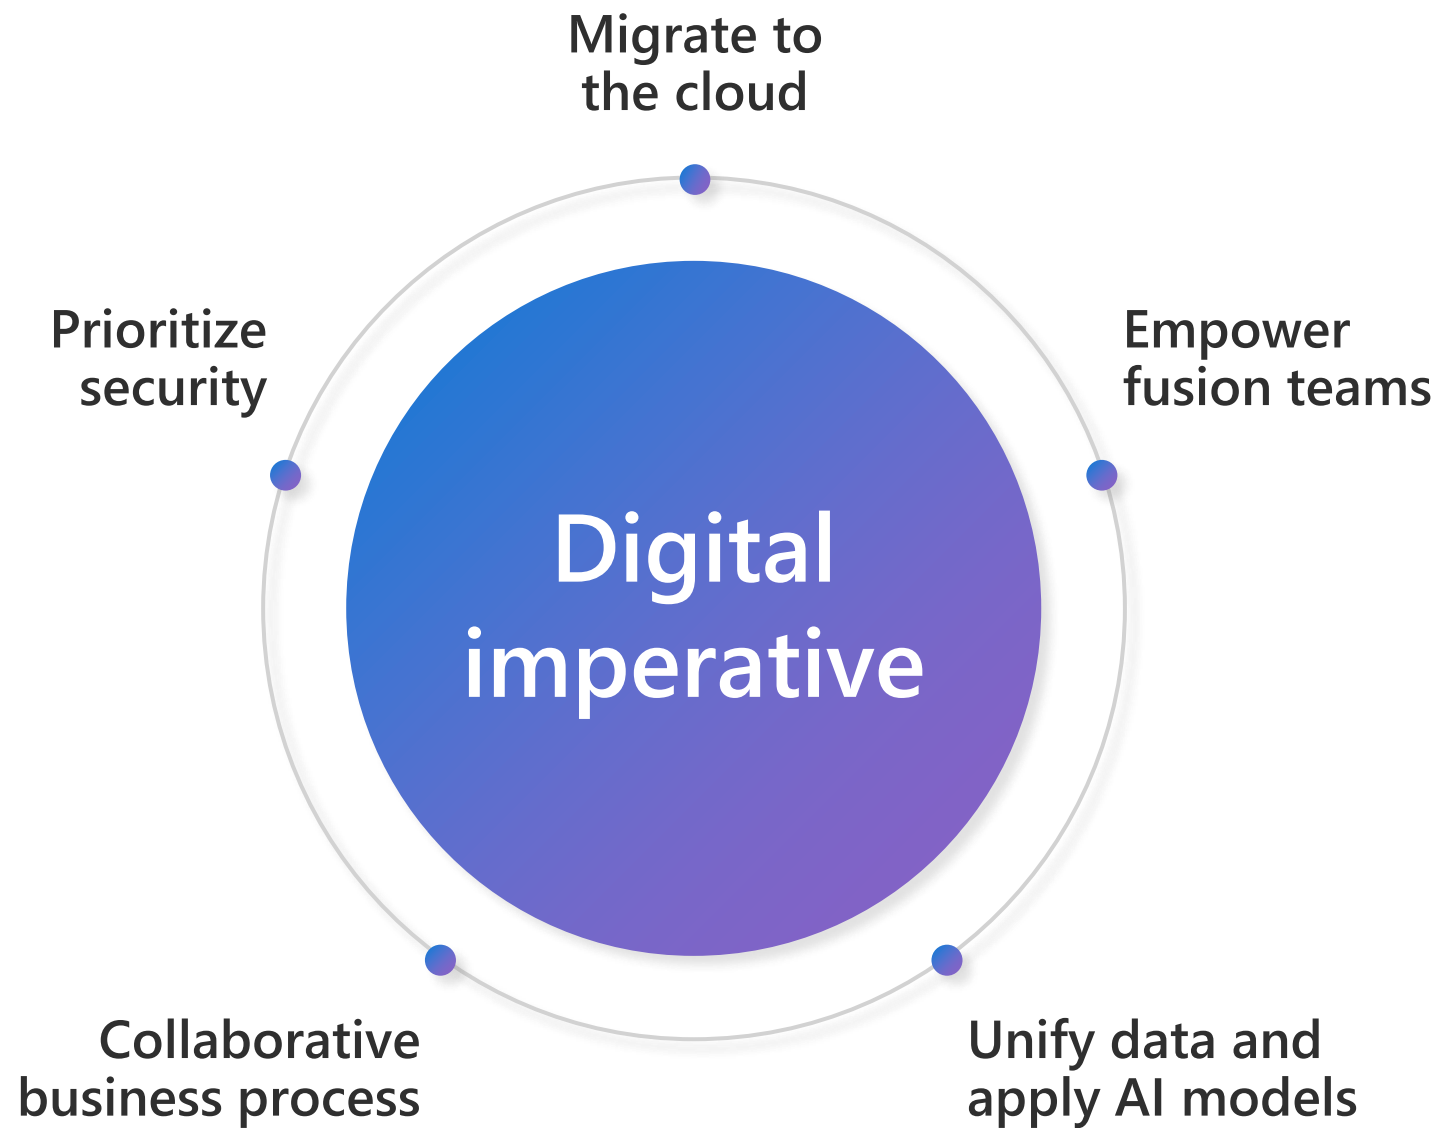 Migrate to
the cloud
Prioritize
security
Empower
fusion teams
Digital
imperative
Collaborative
business process
Unify data and
apply AI models